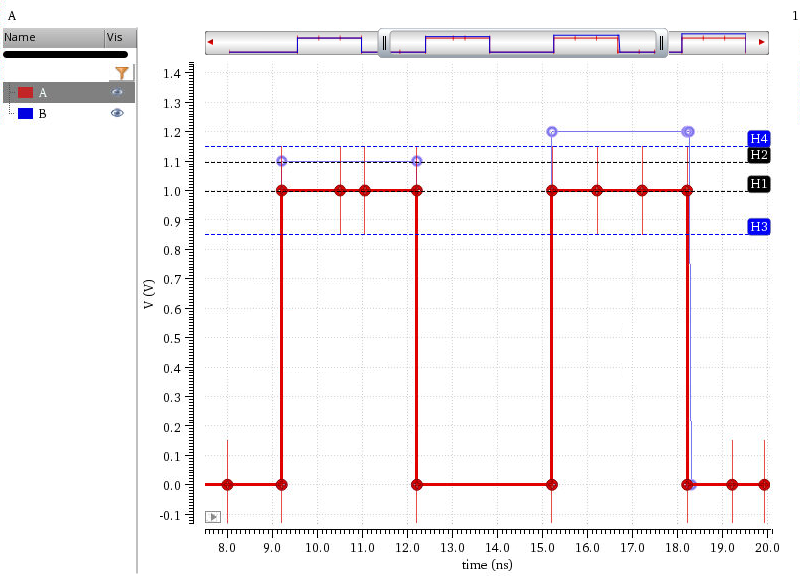 A
1
Name Vis
A
B
V (V)
1.4
1.3
1.2
1.1
1.0
0.9
0.8
0.7
0.6
0.5
0.4
0.3
0.2
0.1
0.0
-0.1
H4
H2
H1
H3
8.0 9.0 10.0 11.0 12.0 13.0 14.0 15.0 16.0 17.0 18.0 19.0 20.0
time (ns)